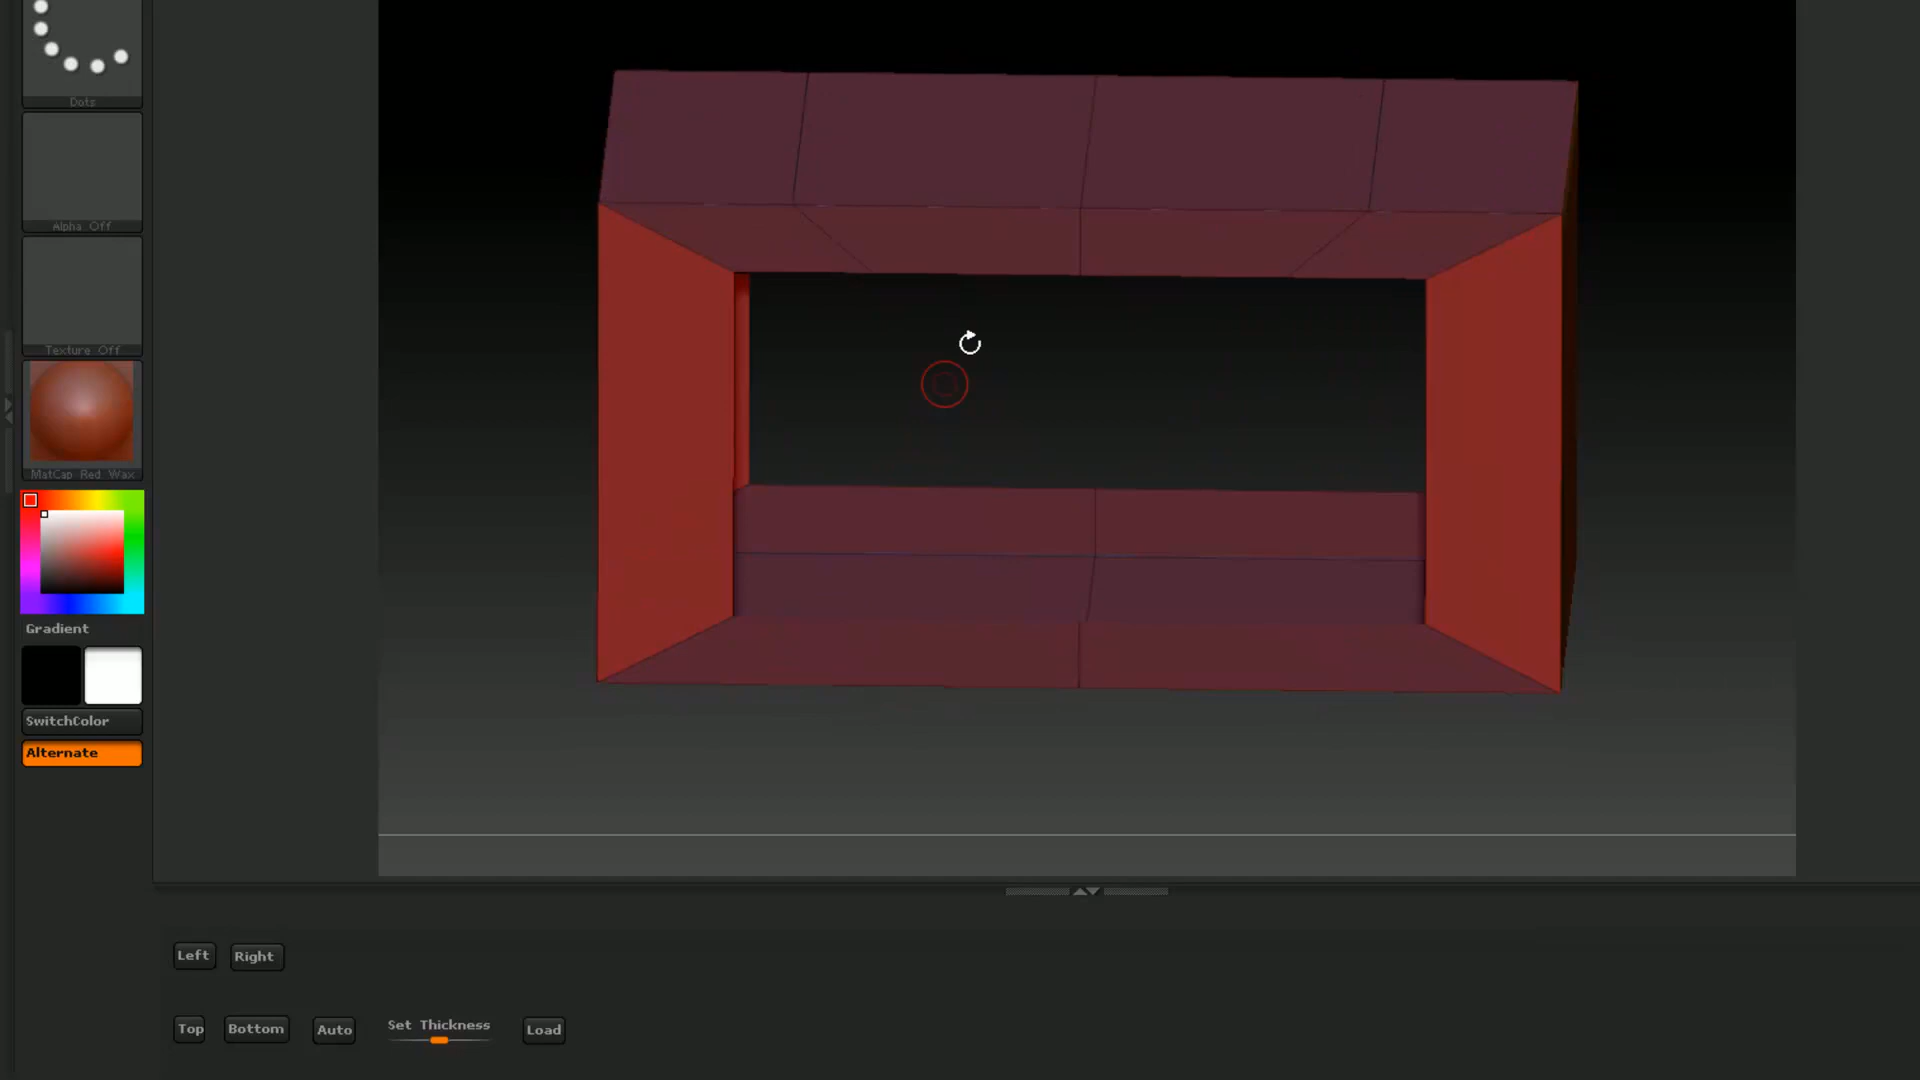 Dots
Alpha Off
Texture Off
MatCap Red Wax
Gradient
SwitchColor
Alternate
Left Right
Top Bottom Auto Set Thickness Load